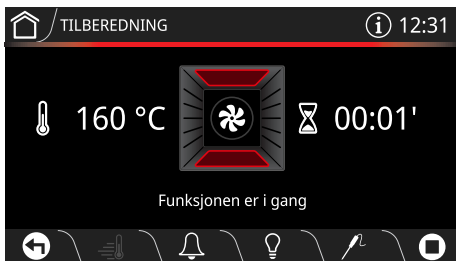 TILBEREDNING
12:31
160 °C
00:01'
Funksjonen er i gang